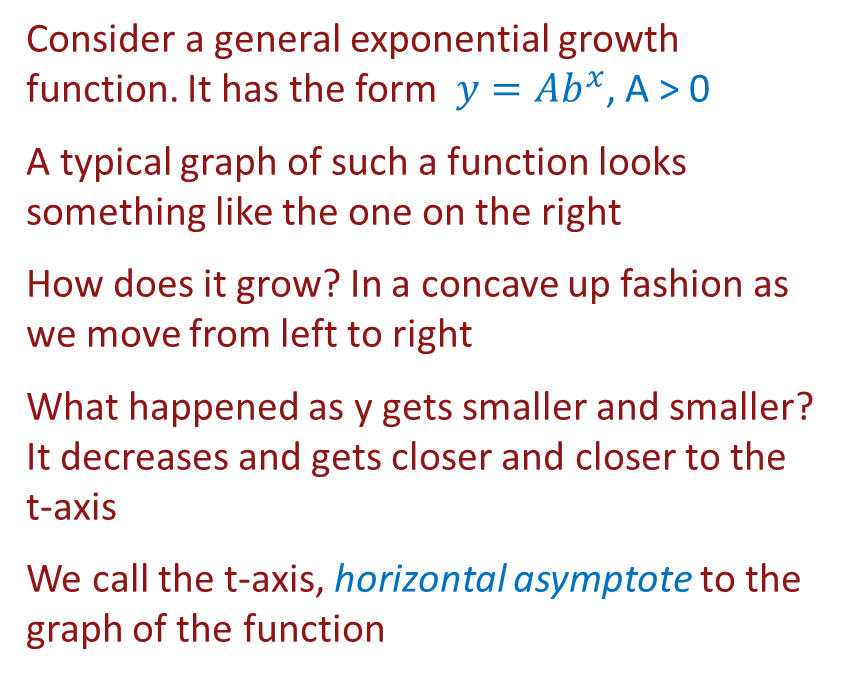 Consider a general exponential growth
function. It has the form y = Abˣ, A > 0
A typical graph of such a function looks
something like the one on the right
How does it grow? In a concave up fashion as
we move from left to right
What happened as y gets smaller and smaller?
It decreases and gets closer and closer to the
t-axis
We call the t-axis, horizontal asymptote to the
graph of the function